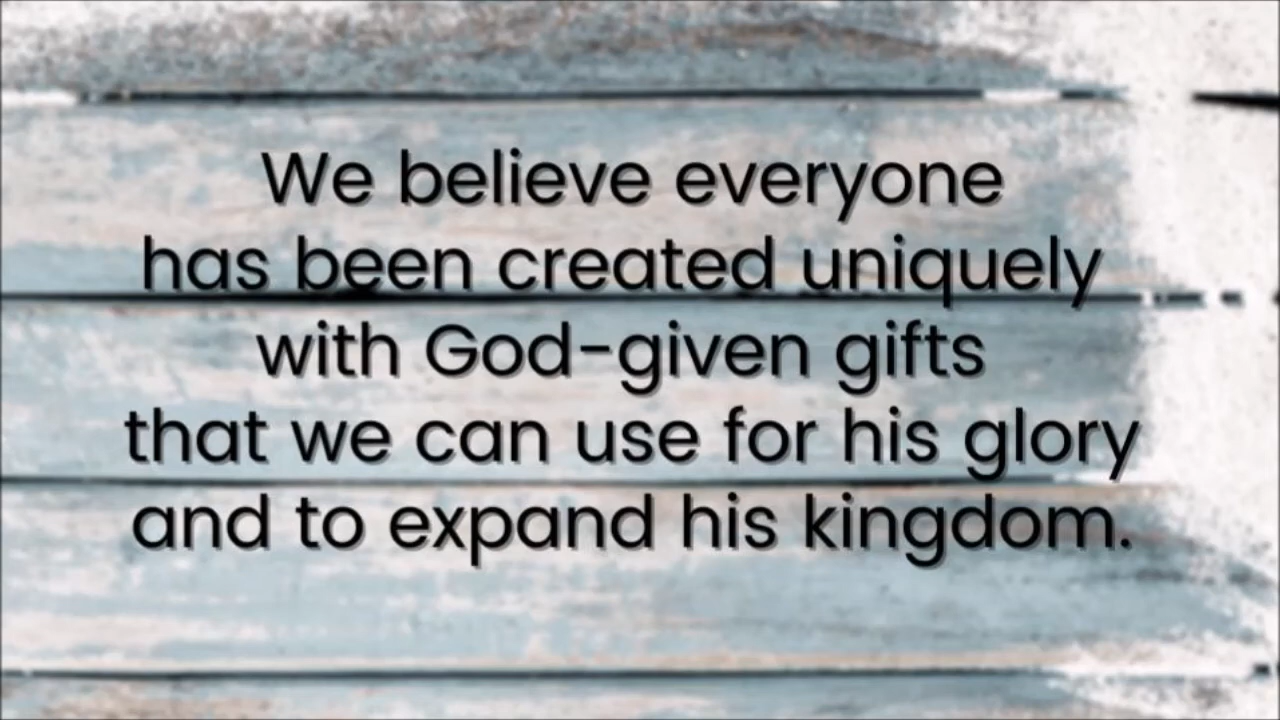 We believe everyone
has been created uniquely
with God-given gifts
that we can use for his glory
and to expand his kingdom.